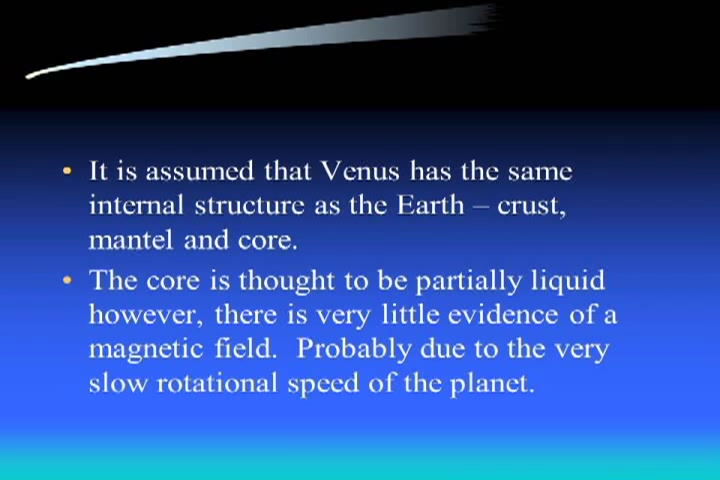 • It is assumed that Venus has the same
internal structure as the Earth – crust,
mantel and core.
• The core is thought to be partially liquid
however, there is very little evidence of a
magnetic field.  Probably due to the very
slow rotational speed of the planet.